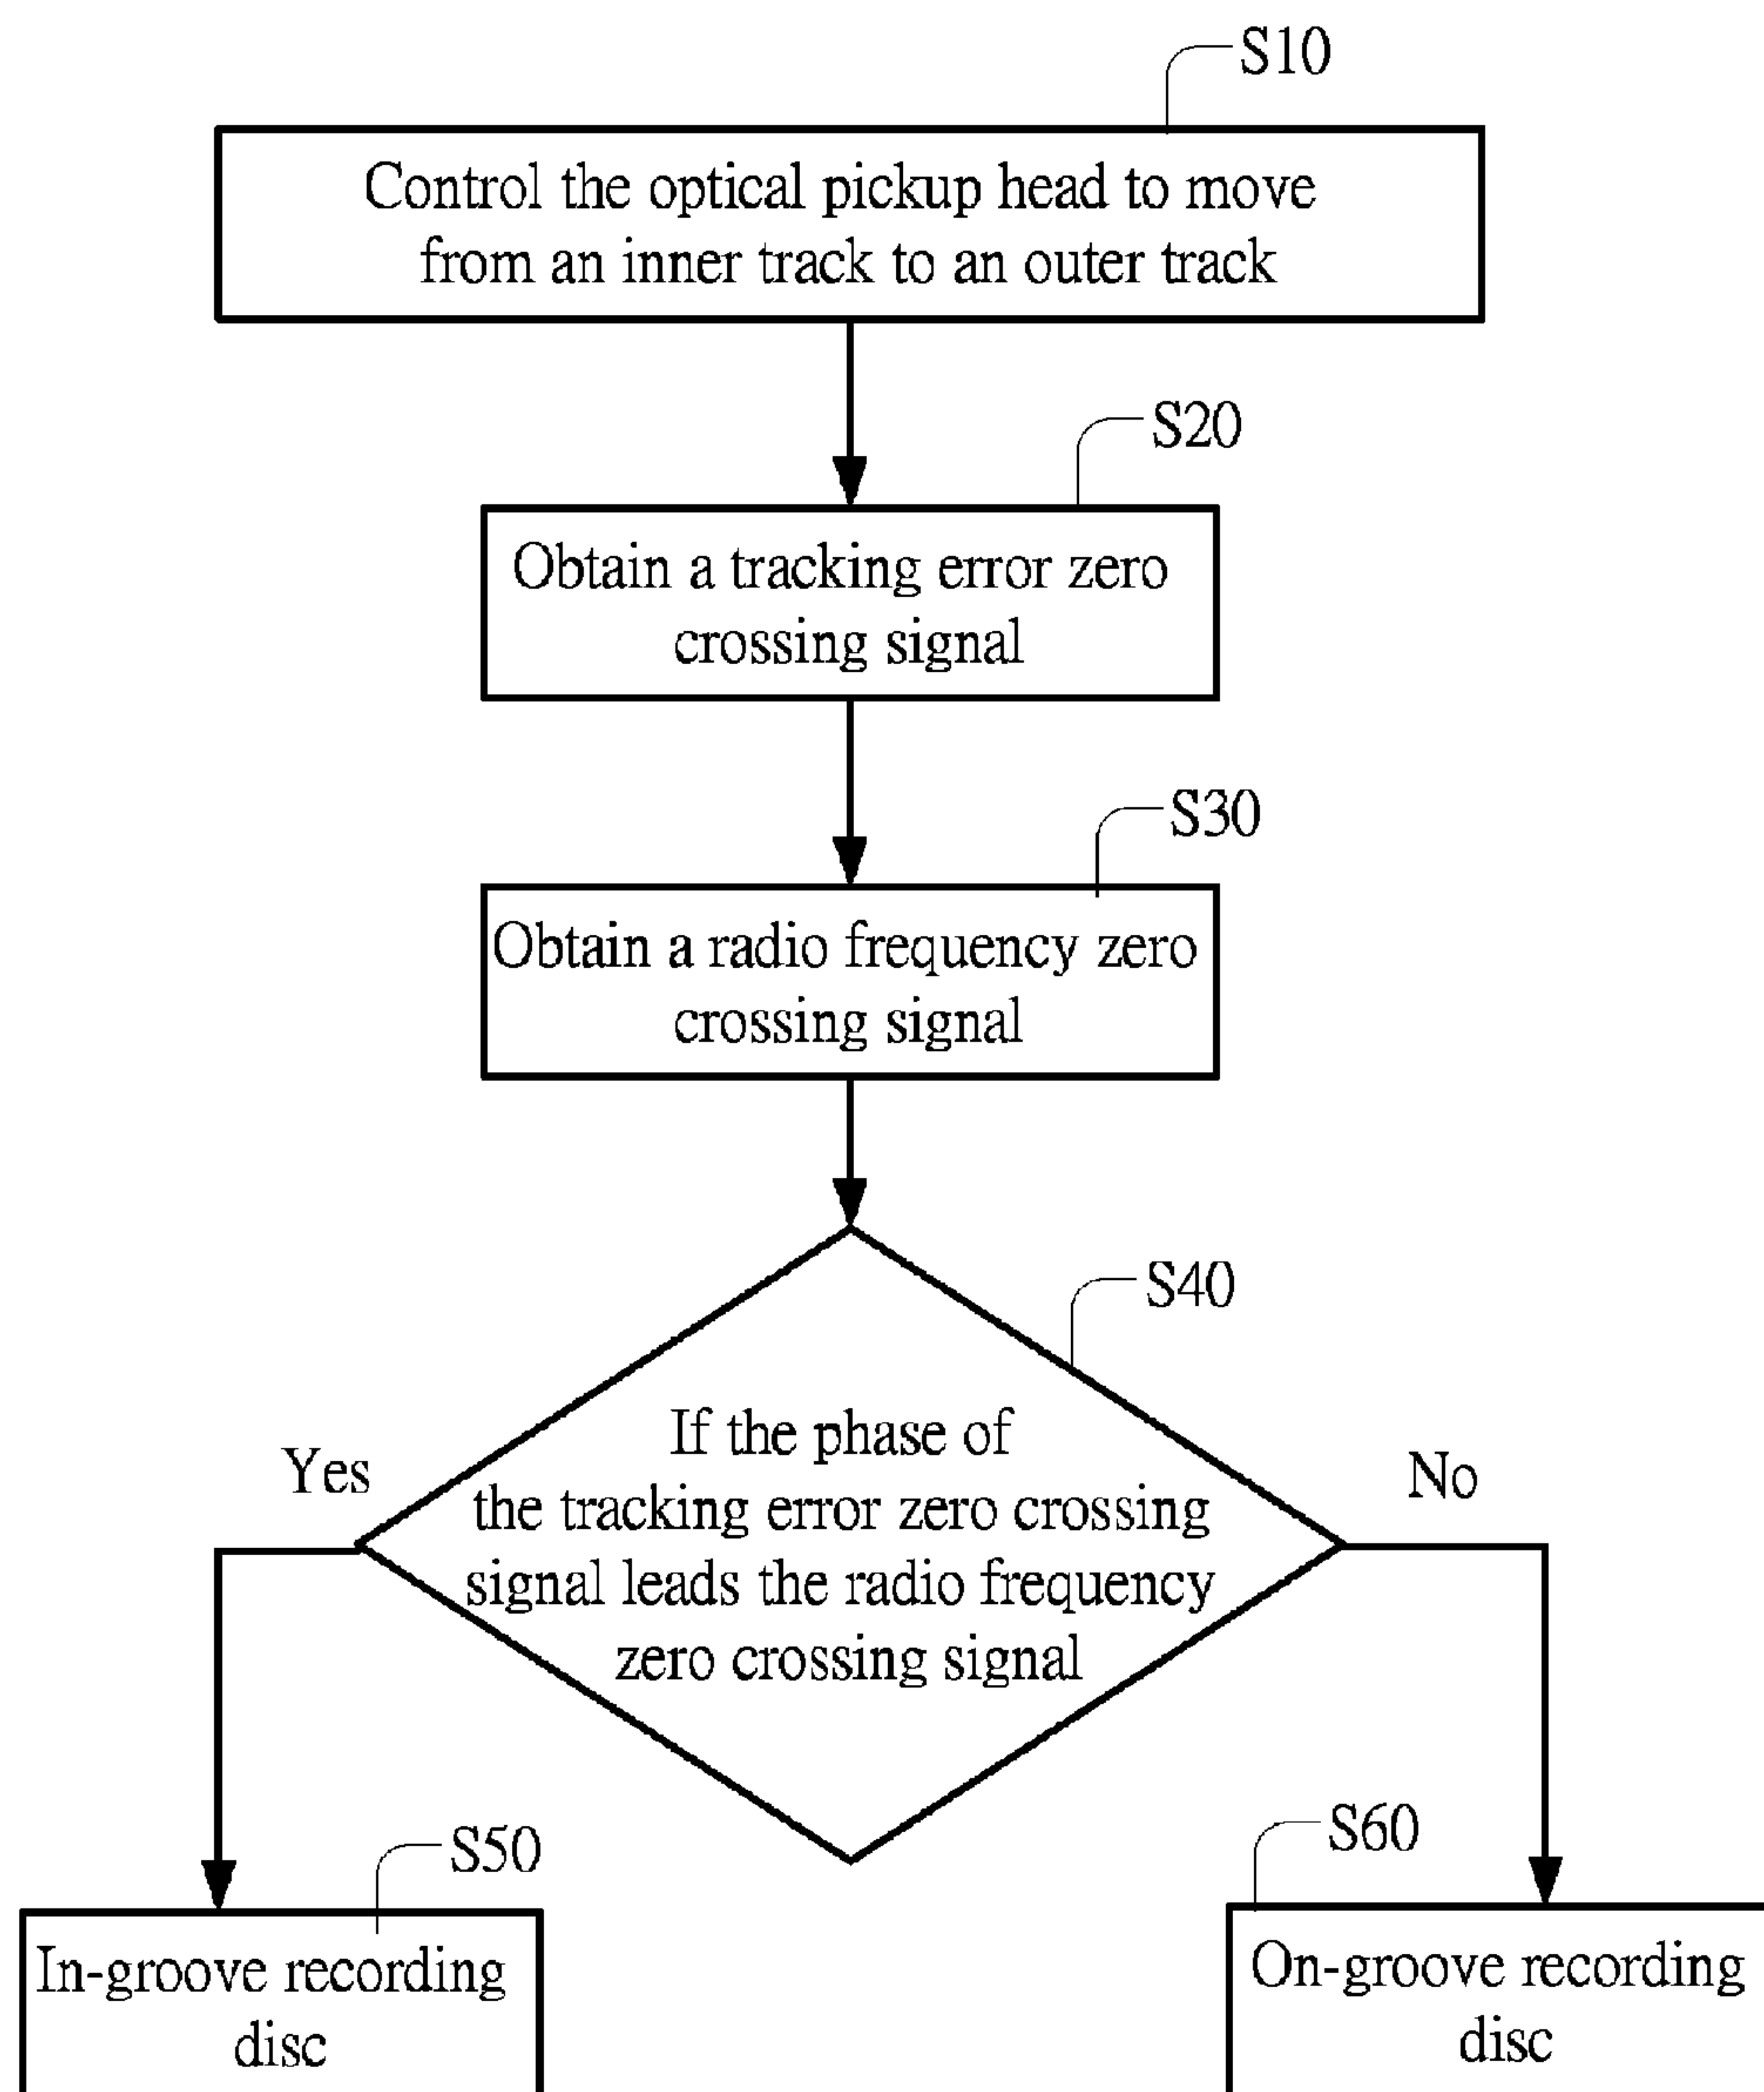 S10
Control the optical pickup head to move
from an inner track to an outer track
S20
Obtain a tracking error zero
crossing signal
S30
Obtain a radio frequency zero
crossing signal
S40
If the phase of
the tracking error zero crossing
signal leads the radio frequency
zero crossing signal
Yes
No
S50
In-groove recording
disc
S60
On-groove recording
disc